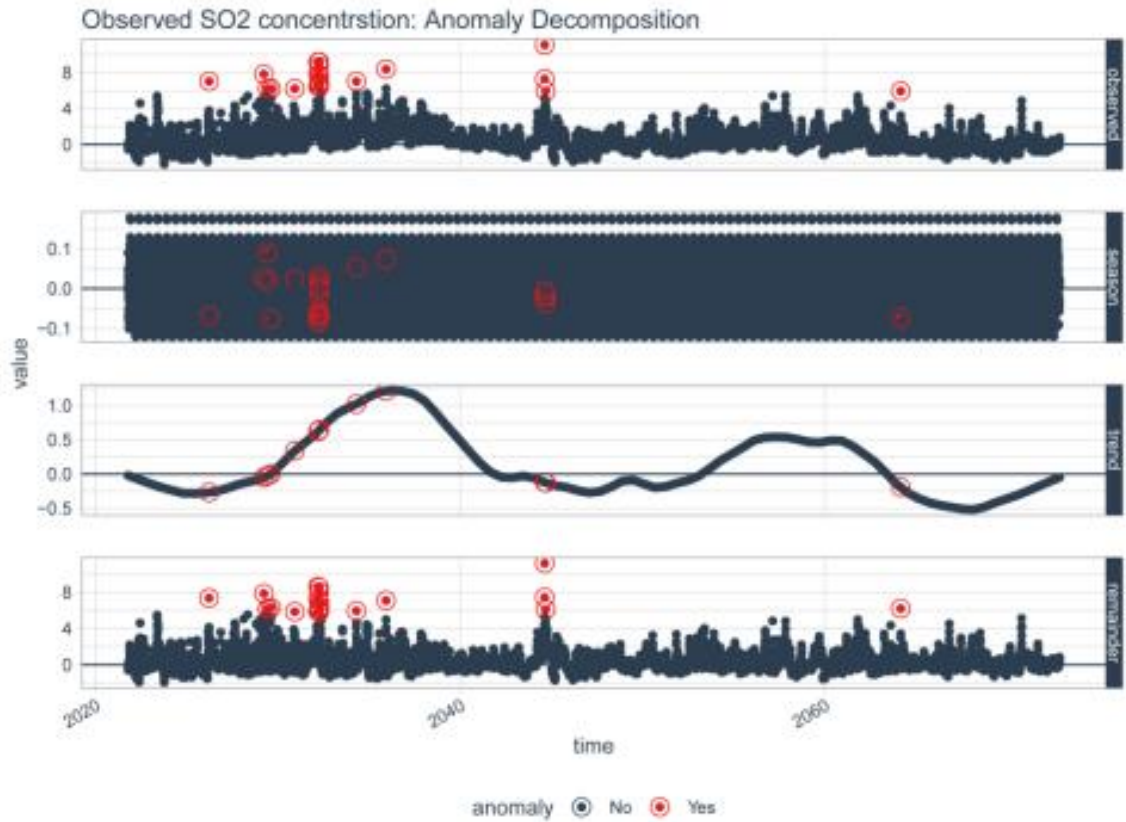 Observed SO2 concentrstion: Anomaly Decomposition
8
4
0
observed
0.1
0.0
−0.1
season
value
1.0
0.5
0.0
−0.5
trend
8
4
0
remainder
2020
2040
2060
time
anomaly No Yes